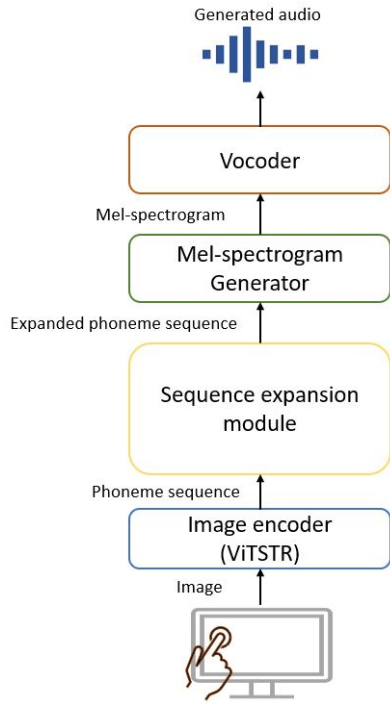 Generated audio
Vocoder
Mel-spectrogram
Mel-spectrogram
Generator
Expanded phoneme sequence
Sequence expansion
module
Phoneme sequence
Image encoder
(ViTSTR)
Image